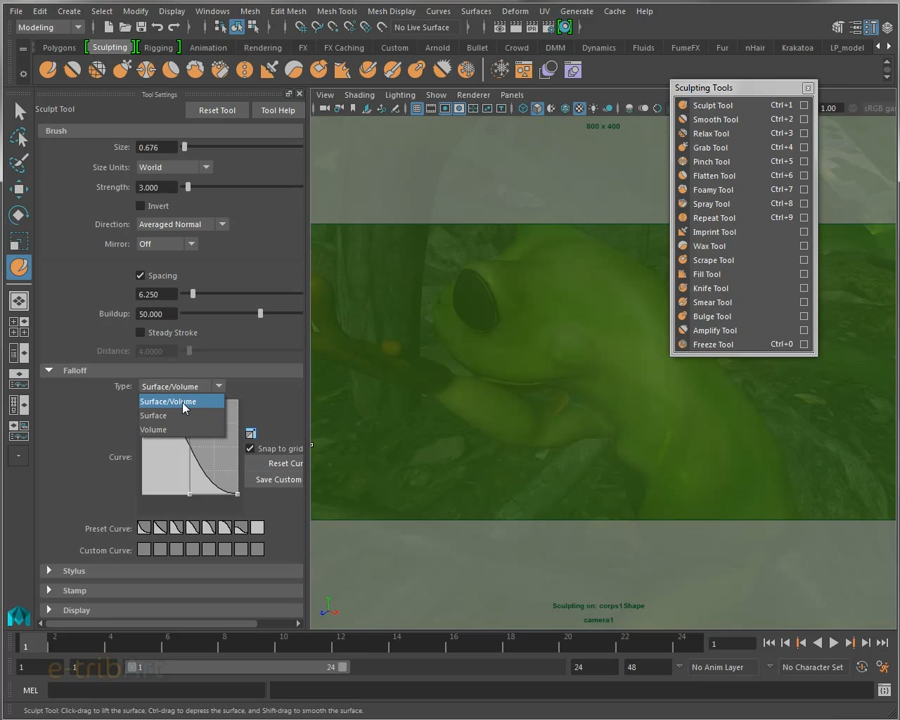 File Edit Create Select Modify Display Windows Mesh Edit Mesh Mesh Tools Mesh Display Curves Surfaces Deform UV Generate Cache Help
Modeling No Live Surface
Polygons Sculpting Rigging Animation Rendering FX FX Caching Custom Arnold Bullet Crowd DMM Dynamics Fluids FumeFX Fur nHair Krakatoa LP_model
Tool Settings
Sculpt Tool Reset Tool Tool Help
Brush
Size: 0.676
Size Units: World
Strength: 3.000
Invert
Direction: Averaged Normal
Mirror: Off
Spacing
6.250
Buildup: 50.000
Steady Stroke
Distance: 4.0000
Falloff
Type: Surface/Volume
Surface/Volume
Surface
Volume
Snap to grid
Curve: Reset Cur
Save Custom
Preset Curve:
Custom Curve:
Stylus
Stamp
Display
View Shading Lighting Show Renderer Panels
1.00
800 x 400
Sculpting Tools
Sculpt Tool Ctrl+1
Smooth Tool Ctrl+2
Relax Tool Ctrl+3
Grab Tool Ctrl+4
Pinch Tool Ctrl+5
Flatten Tool Ctrl+6
Foamy Tool Ctrl+7
Spray Tool Ctrl+8
Repeat Tool Ctrl+9
Imprint Tool
Wax Tool
Scrape Tool
Fill Tool
Knife Tool
Smear Tool
Bulge Tool
Amplify Tool
Freeze Tool Ctrl+0
Sculpting on: corps1Shape
camera1
1 2 4 6 8 10 12 14 16 18 20 22 24 1
1 1 1 24 24 48 No Anim Layer No Character Set
e-tribArt
MEL
Sculpt Tool: Click-drag to lift the surface, Ctrl-drag to depress the surface, and Shift-drag to smooth the surface.